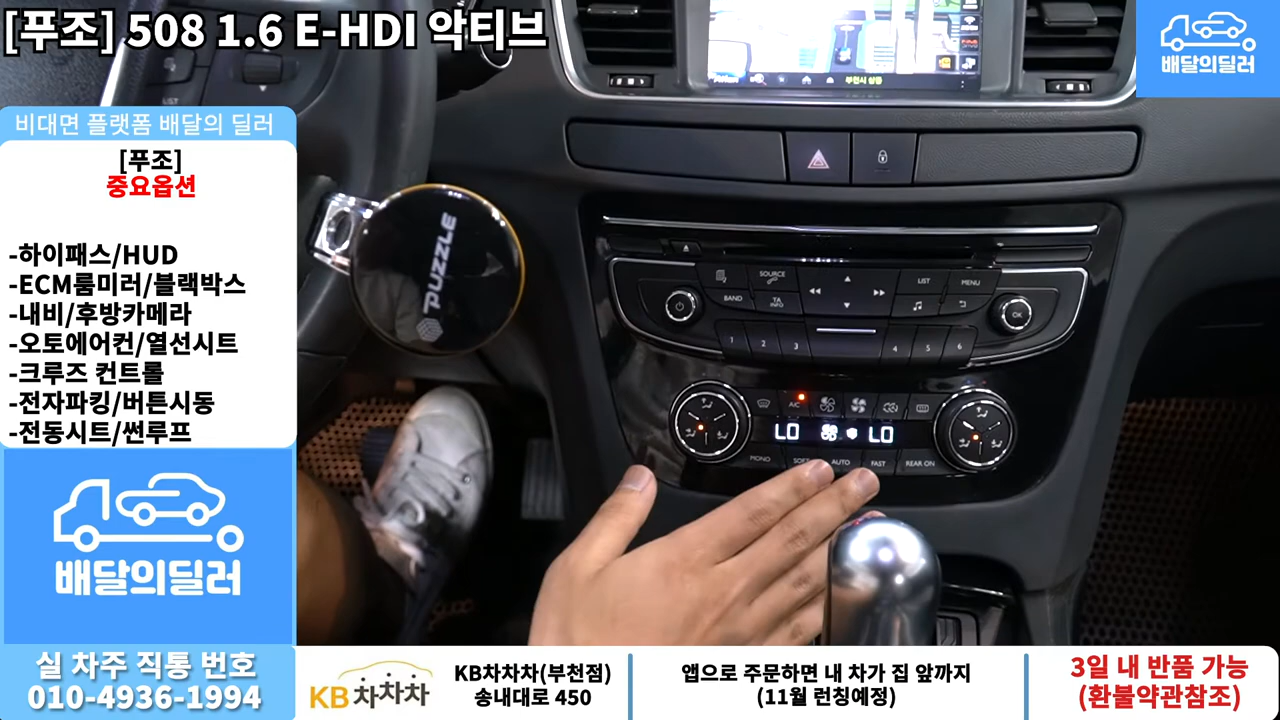 [푸조] 508 1.6 E-HDI 악티브
배달의딜러
비대면 플랫폼 배달의 딜러
[푸조]
중요옵션
-하이패스/HUD
-ECM룸미러/블랙박스
-내비/후방카메라
-오토에어컨/열선시트
-크루즈 컨트롤
-전자파킹/버튼시동
-전동시트/썬루프
배달의딜러
LIST
부천시 상동
PUZZLE
SOURCE
LIST
MENU
BAND
TA
INFO
OK
1 2 3 4 5 6
A/C
LO LO
MONO SOFT AUTO FAST REAR ON
실 차주 직통 번호
010-4936-1994
KB차차차
KB차차차(부천점)
송내대로 450
앱으로 주문하면 내 차가 집 앞까지
(11월 런칭예정)
3일 내 반품 가능
(환불약관참조)